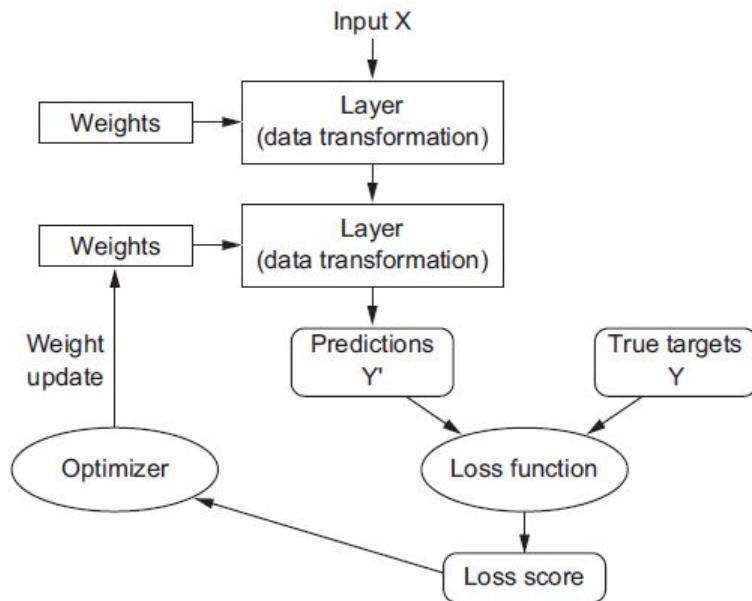 Input X
Weights
Layer
(data transformation)
Weights
Layer
(data transformation)
Weight
update
Predictions
Y'
True targets
Y
Optimizer
Loss function
Loss score